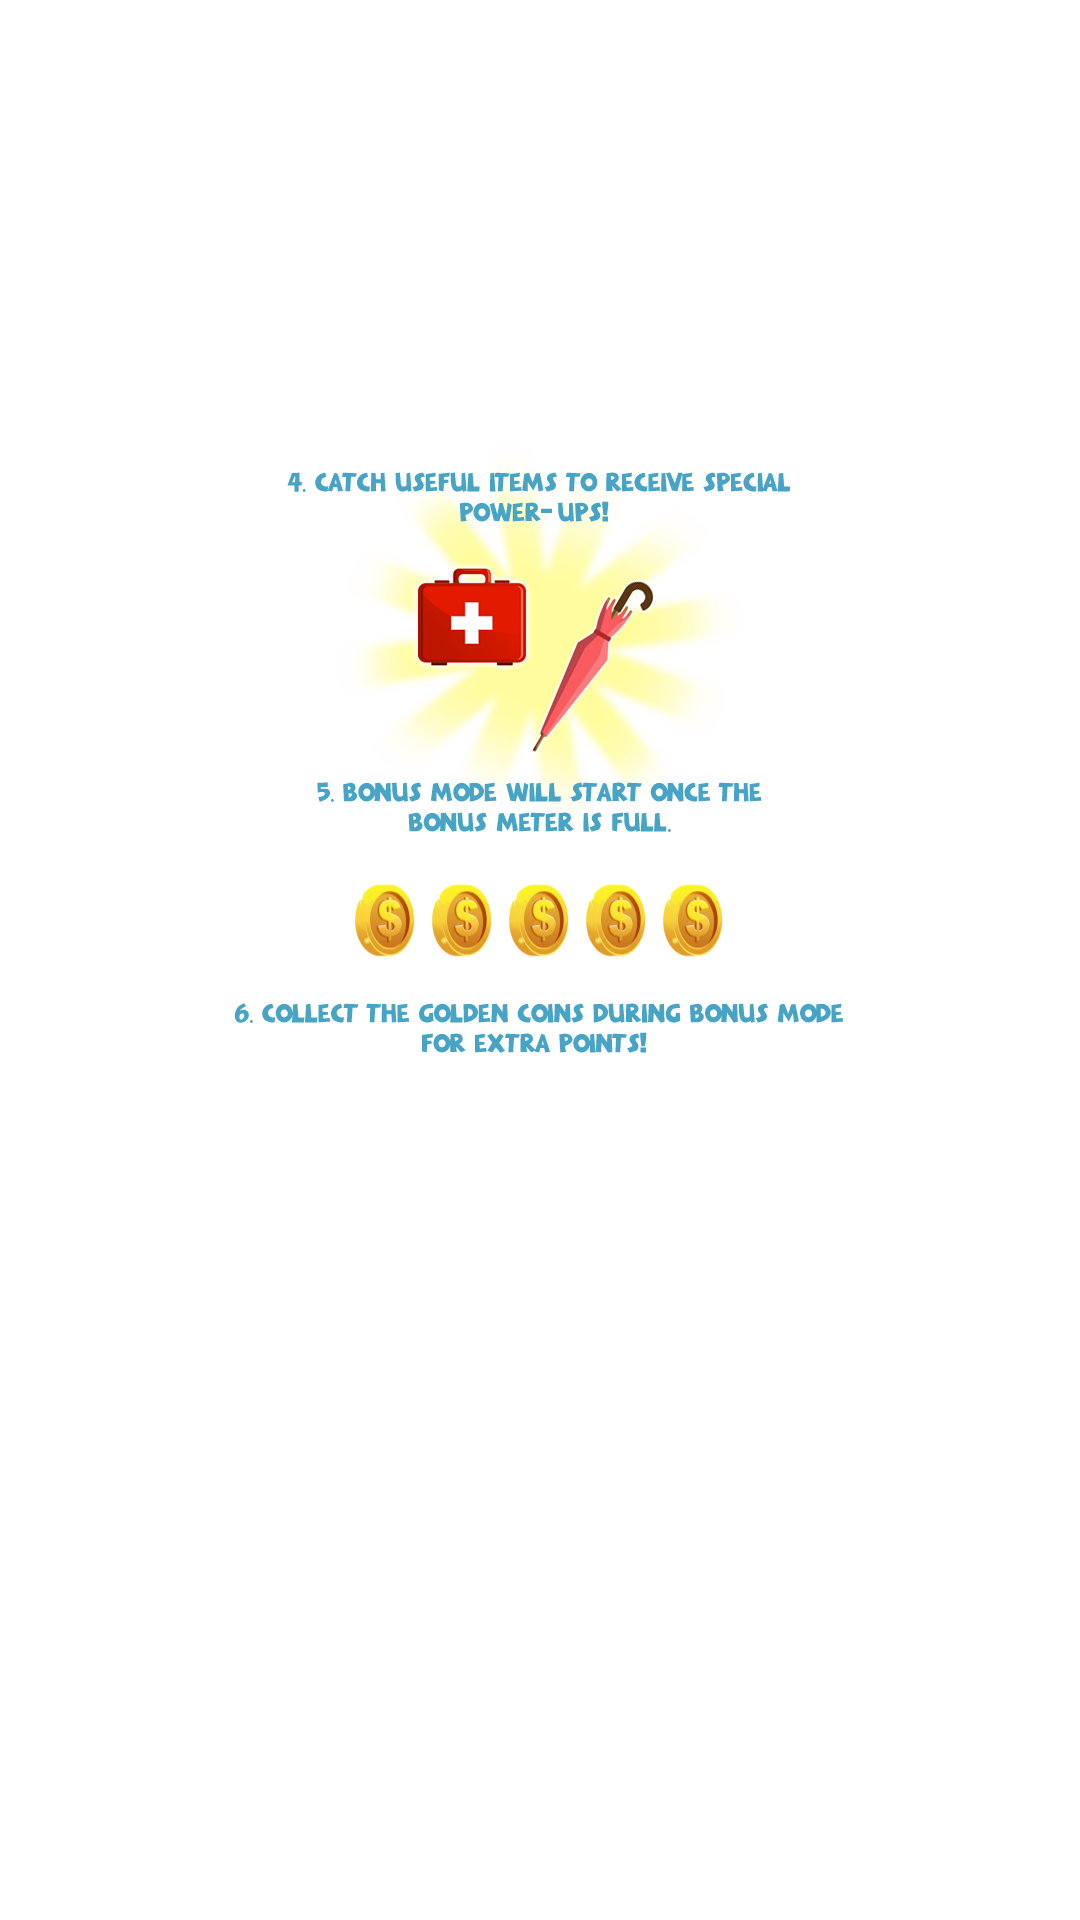 4. CATCH USEFUL ITEMS TO RECEIVE SPECIAL
POWER-UPS!
5. BONUS MODE WILL START ONCE THE
BONUS METER IS FULL.
$ $ $ $ $
6. COLLECT THE GOLDEN COINS DURING BONUS MODE
FOR EXTRA POINTS!